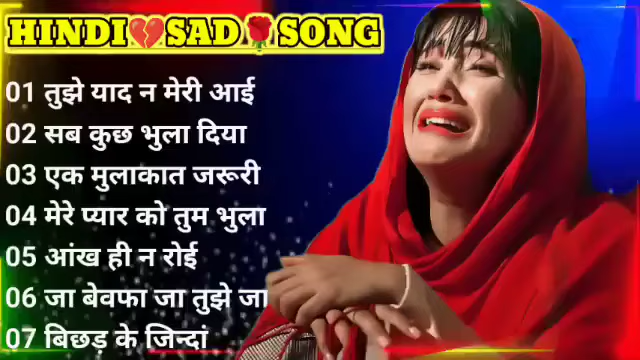 HINDI💔SAD🌹SONG
01 तुझे याद न मेरी आई
02 सब कुछ भुला दिया
03 एक मुलाकात जरूरी
04 मेरे प्यार को तुम भुला
05 आंख ही न रोई
06 जा बेवफा जा तुझे जा
07 बिछड़ के जिन्दां